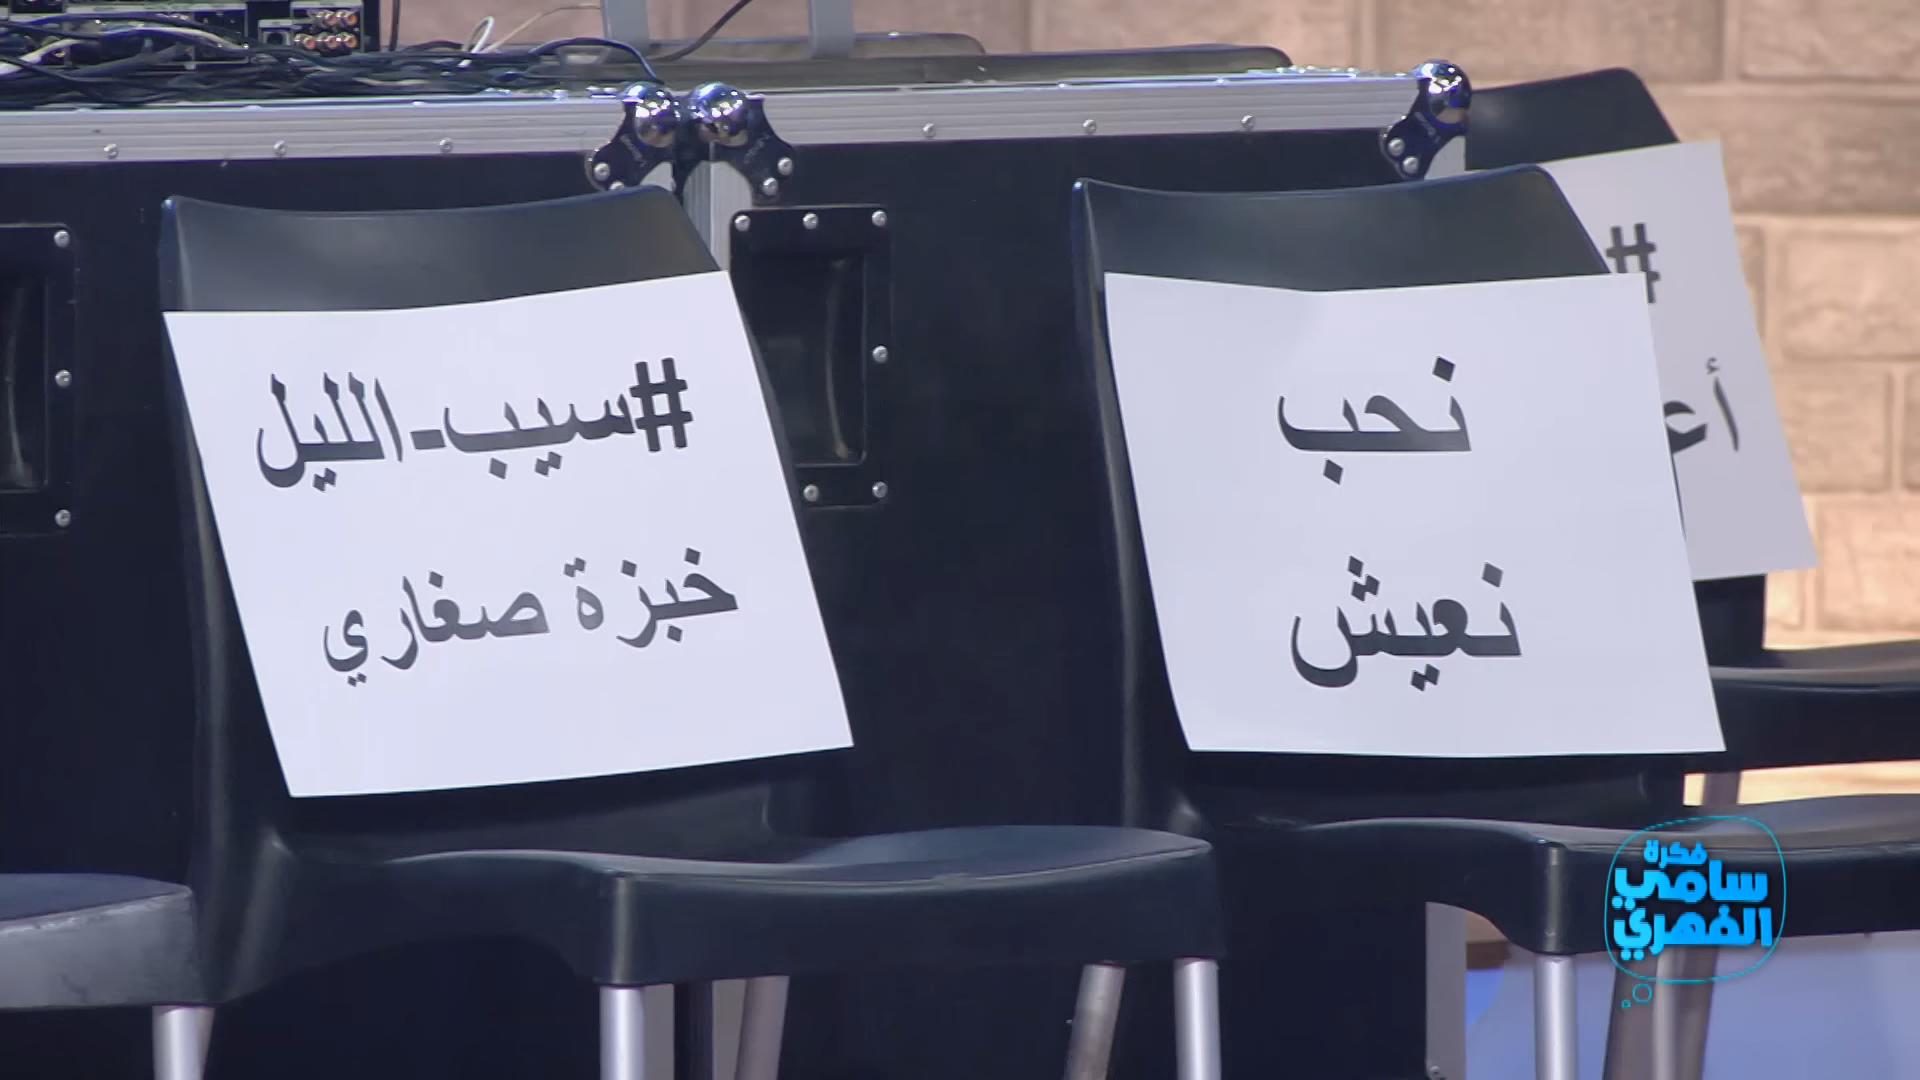 #سيب-الليل
خبزة صغاري
نحب
نعيش
#
فكرة
سامي
الفهري